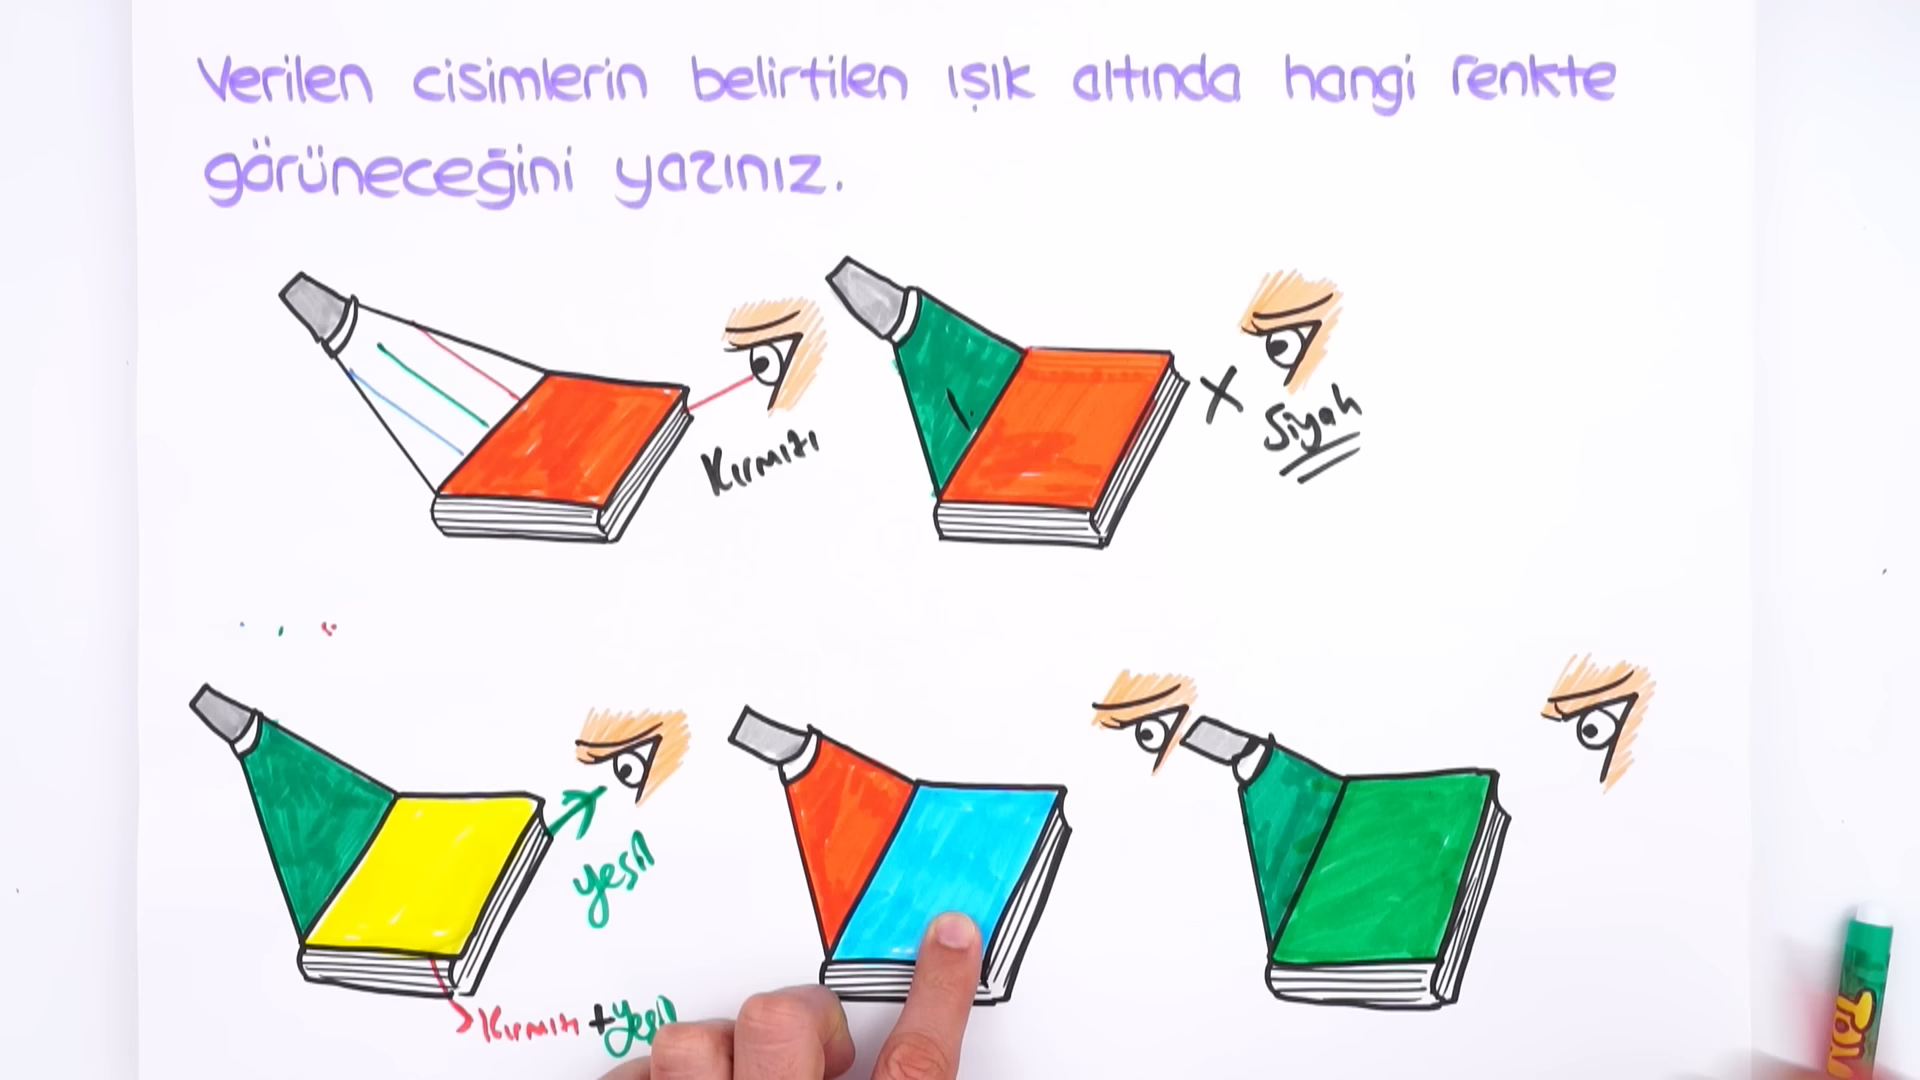 Verilen cisimlerin belirtilen ışık altında hangi renkte
görüneceğini yazınız.
Kırmızı
Siyah
yeşil
Kırmızı + yeşil